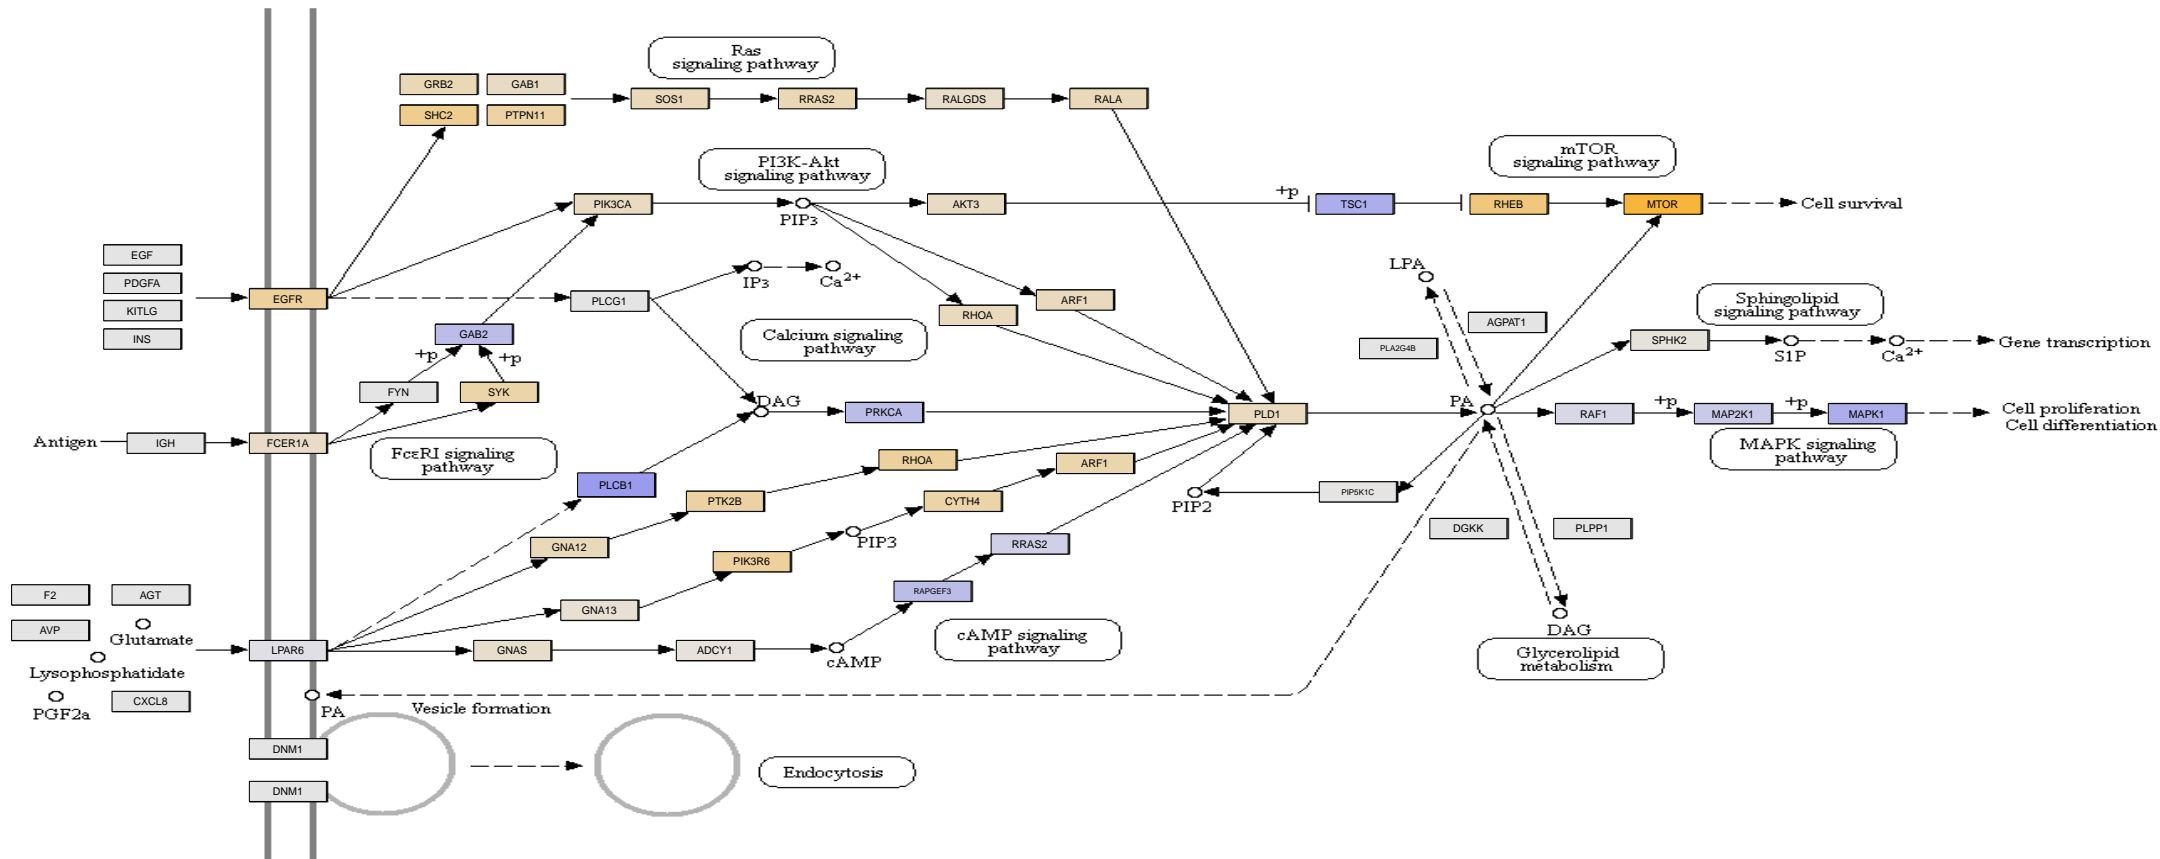 Ras
signaling pathway
GRB2
GAB1
SHC2
PTPN11
SOS1
RRAS2
RALGDS
RALA
PI3K-Akt
signaling pathway
mTOR
signaling pathway
PIK3CA
PIP3
AKT3
+p
TSC1
RHEB
MTOR
Cell survival
EGF
PDGFA
KITLG
INS
EGFR
PLCG1
IP3
Ca2+
RHOA
ARF1
LPA
AGPAT1
PLA2G4B
Sphingolipid
signaling pathway
SPHK2
S1P
Ca2+
Gene transcription
GAB2
+p
+p
Calcium signaling
pathway
FYN
SYK
DAG
PRKCA
PLD1
PA
RAF1
+p
MAP2K1
+p
MAPK1
Cell proliferation
Cell differentiation
Antigen
IGH
FCER1A
FcεRI signaling
pathway
MAPK signaling
pathway
PLCB1
PTK2B
RHOA
CYTH4
ARF1
PIP2
PIP5K1C
DGKK
PLPP1
GNA12
PIK3R6
PIP3
RRAS2
RAPGEF3
F2
AGT
AVP
Glutamate
Lysophosphatidate
PGF2a
CXCL8
LPAR6
GNA13
GNAS
ADCY1
cAMP
cAMP signaling
pathway
DAG
Glycerolipid
metabolism
PA
Vesicle formation
DNM1
DNM1
Endocytosis